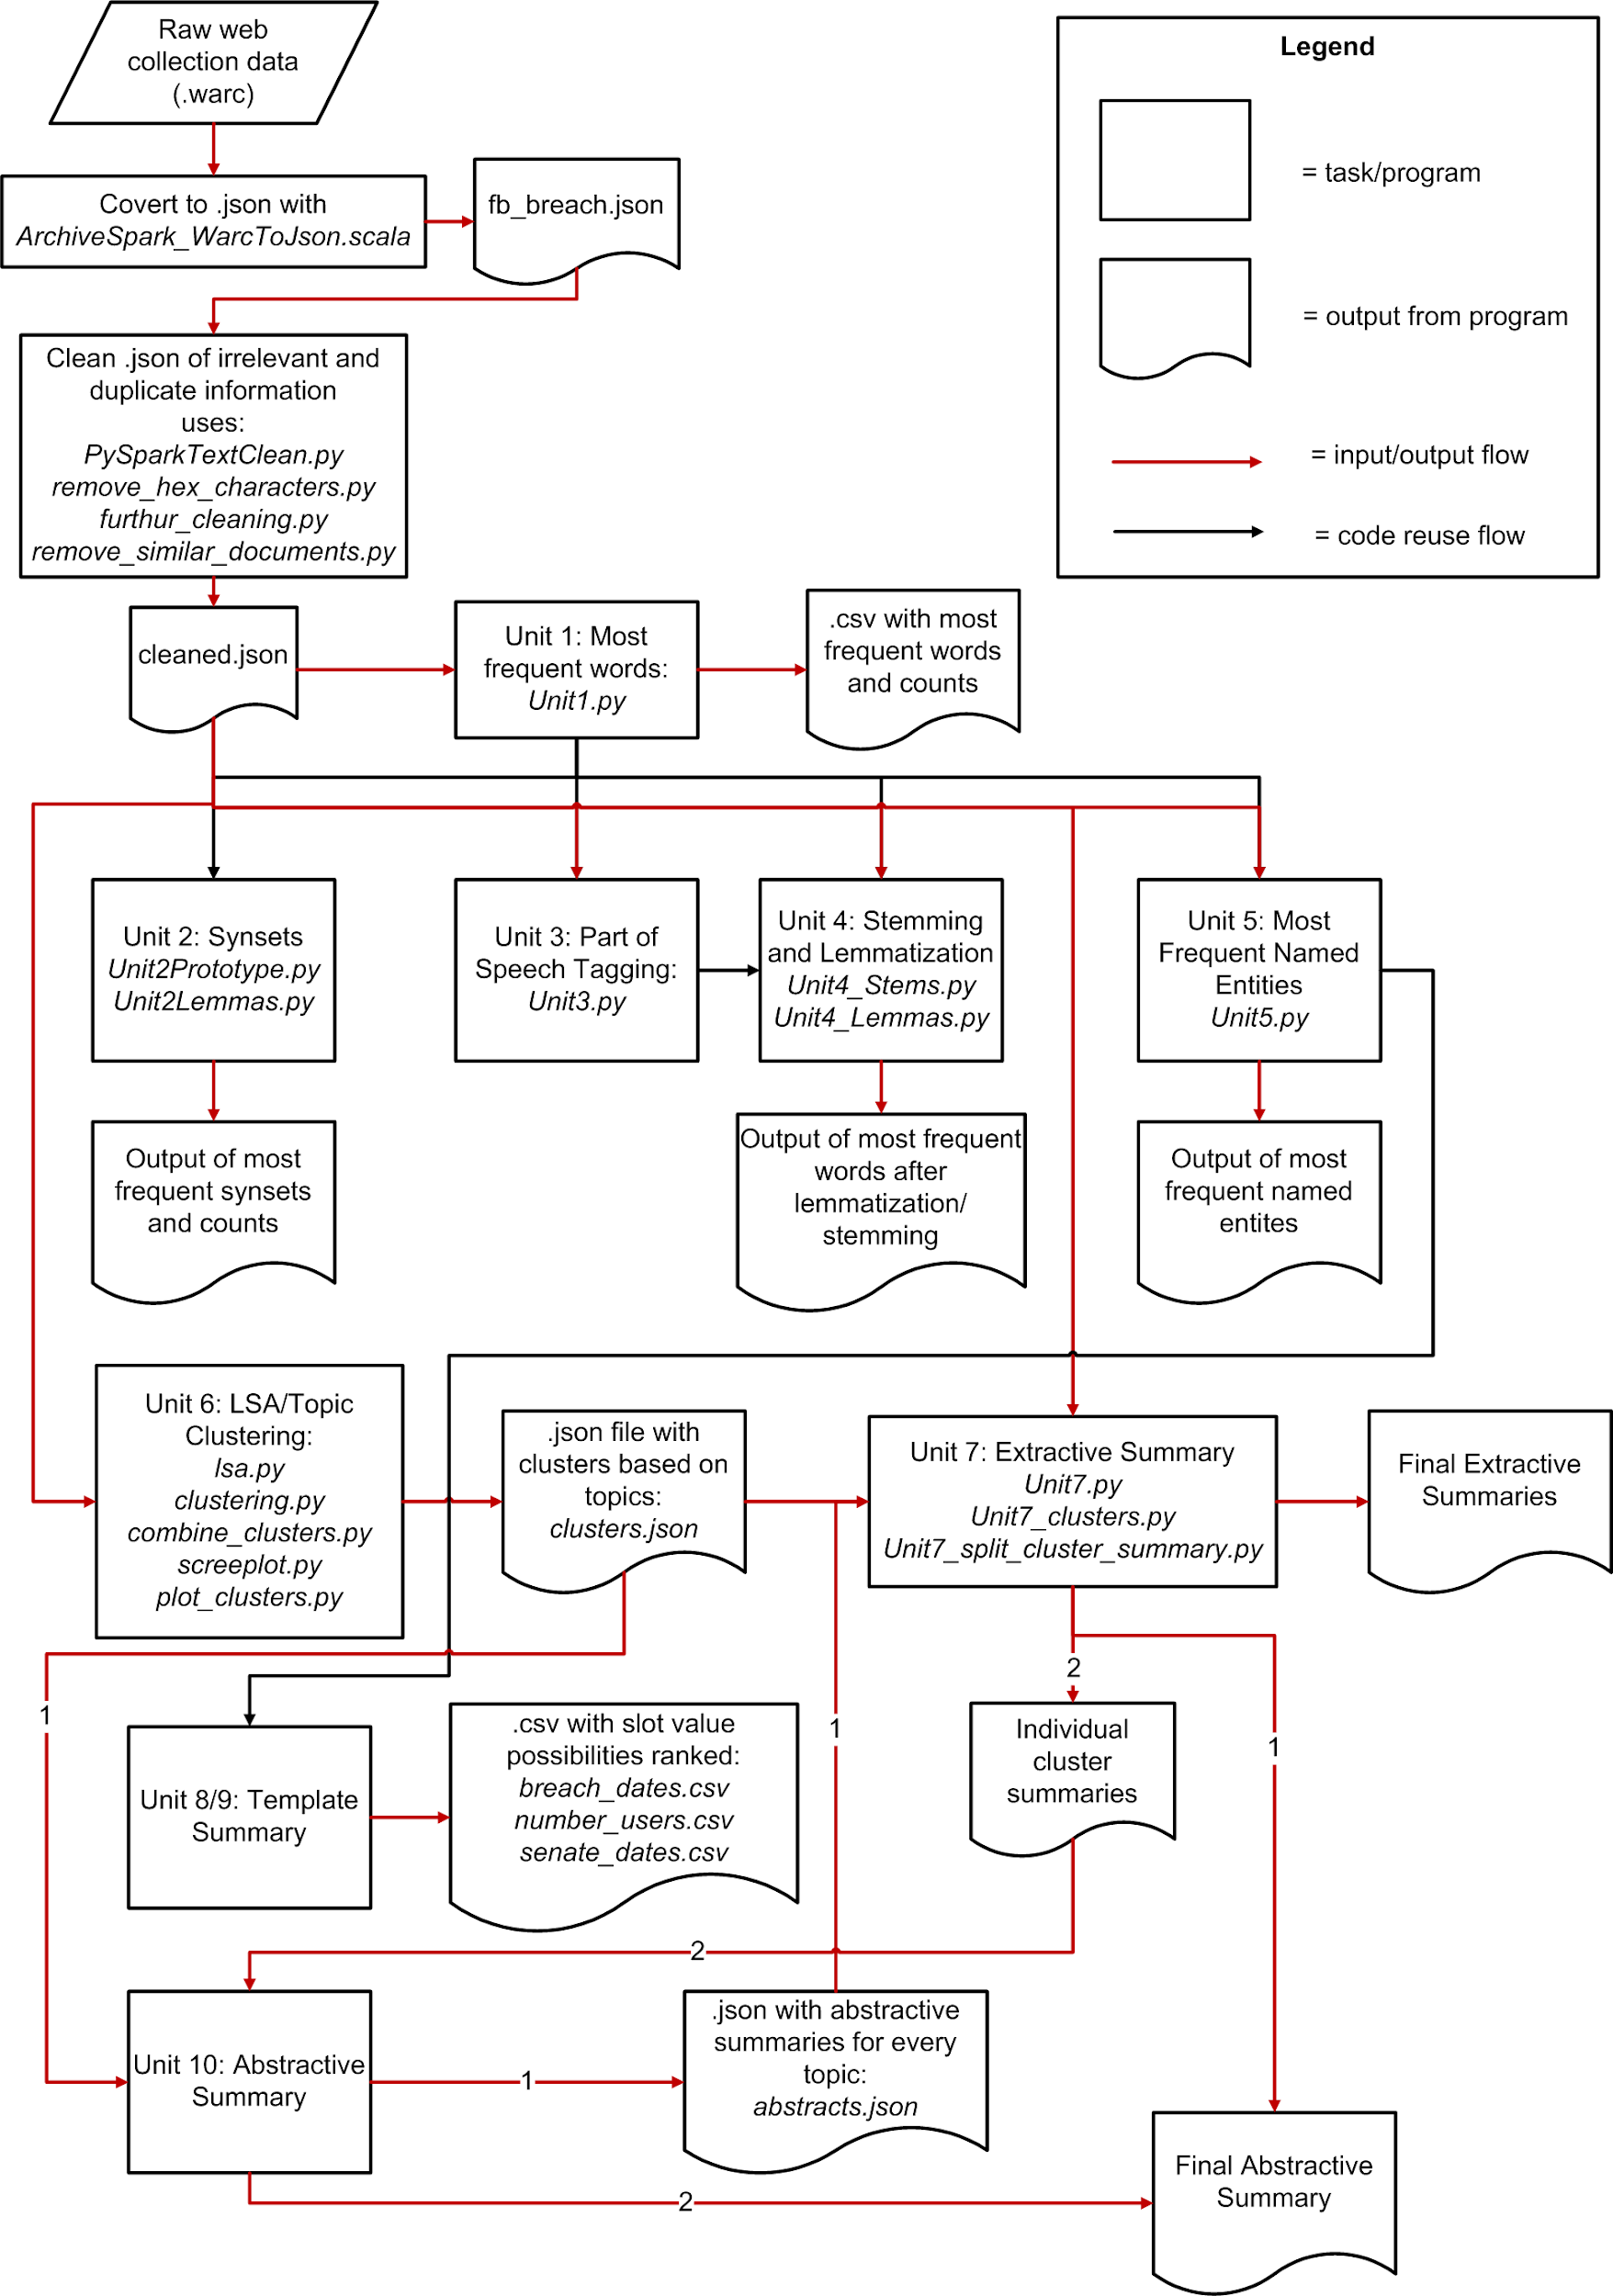 Raw web
collection data
(.warc)
Legend
= task/program
= output from program
= input/output flow
= code reuse flow
Covert to .json with
ArchiveSpark_WarcToJson.scala
fb_breach.json
Clean .json of irrelevant and
duplicate information
uses:
PySparkTextClean.py
remove_hex_characters.py
furthur_cleaning.py
remove_similar_documents.py
cleaned.json
Unit 1: Most
frequent words:
Unit1.py
.csv with most
frequent words
and counts
Unit 2: Synsets
Unit2Prototype.py
Unit2Lemmas.py
Unit 3: Part of
Speech Tagging:
Unit3.py
Unit 4: Stemming
and Lemmatization
Unit4_Stems.py
Unit4_Lemmas.py
Unit 5: Most
Frequent Named
Entities
Unit5.py
Output of most
frequent synsets
and counts
Output of most frequent
words after
lemmatization/
stemming
Output of most
frequent named
entites
Unit 6: LSA/Topic
Clustering:
lsa.py
clustering.py
combine_clusters.py
screeplot.py
plot_clusters.py
.json file with
clusters based on
topics:
clusters.json
Unit 7: Extractive Summary
Unit7.py
Unit7_clusters.py
Unit7_split_cluster_summary.py
Final Extractive
Summaries
1
2
1
1
Unit 8/9: Template
Summary
.csv with slot value
possibilities ranked:
breach_dates.csv
number_users.csv
senate_dates.csv
Individual
cluster
summaries
2
Unit 10: Abstractive
Summary
1
.json with abstractive
summaries for every
topic:
abstracts.json
2
Final Abstractive
Summary